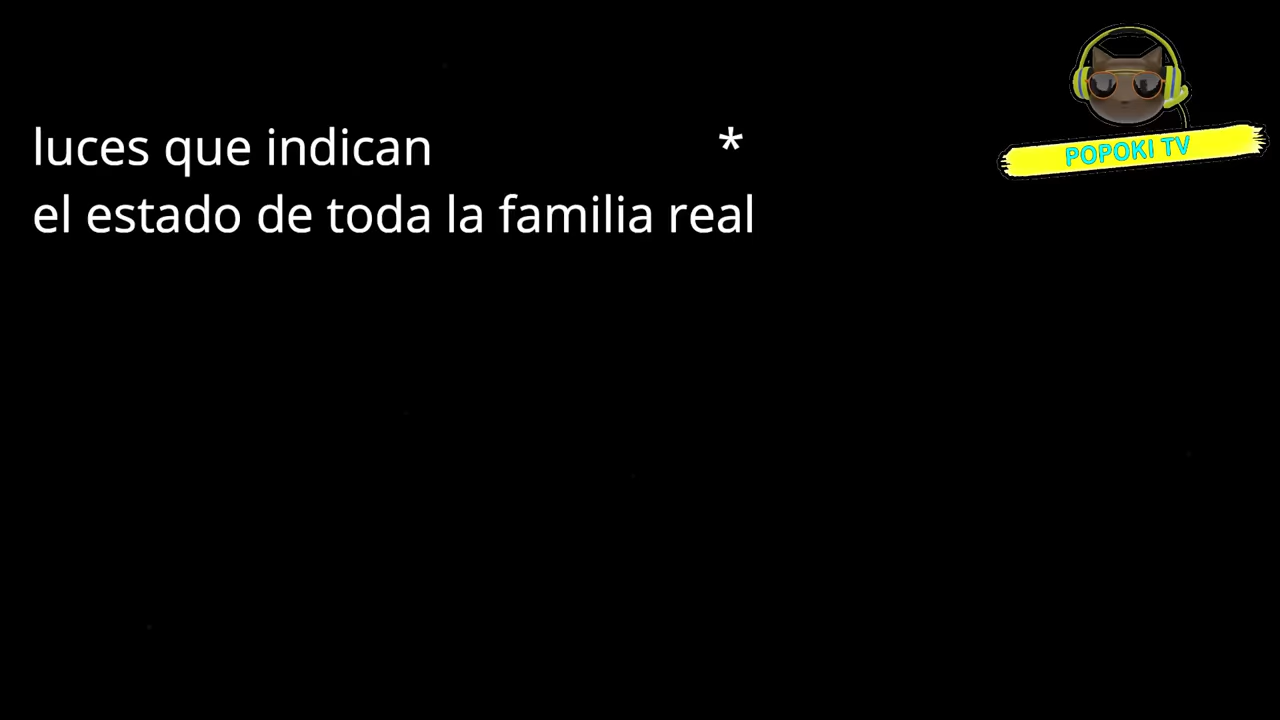 luces que indican *
el estado de toda la familia real
POPOKI TV